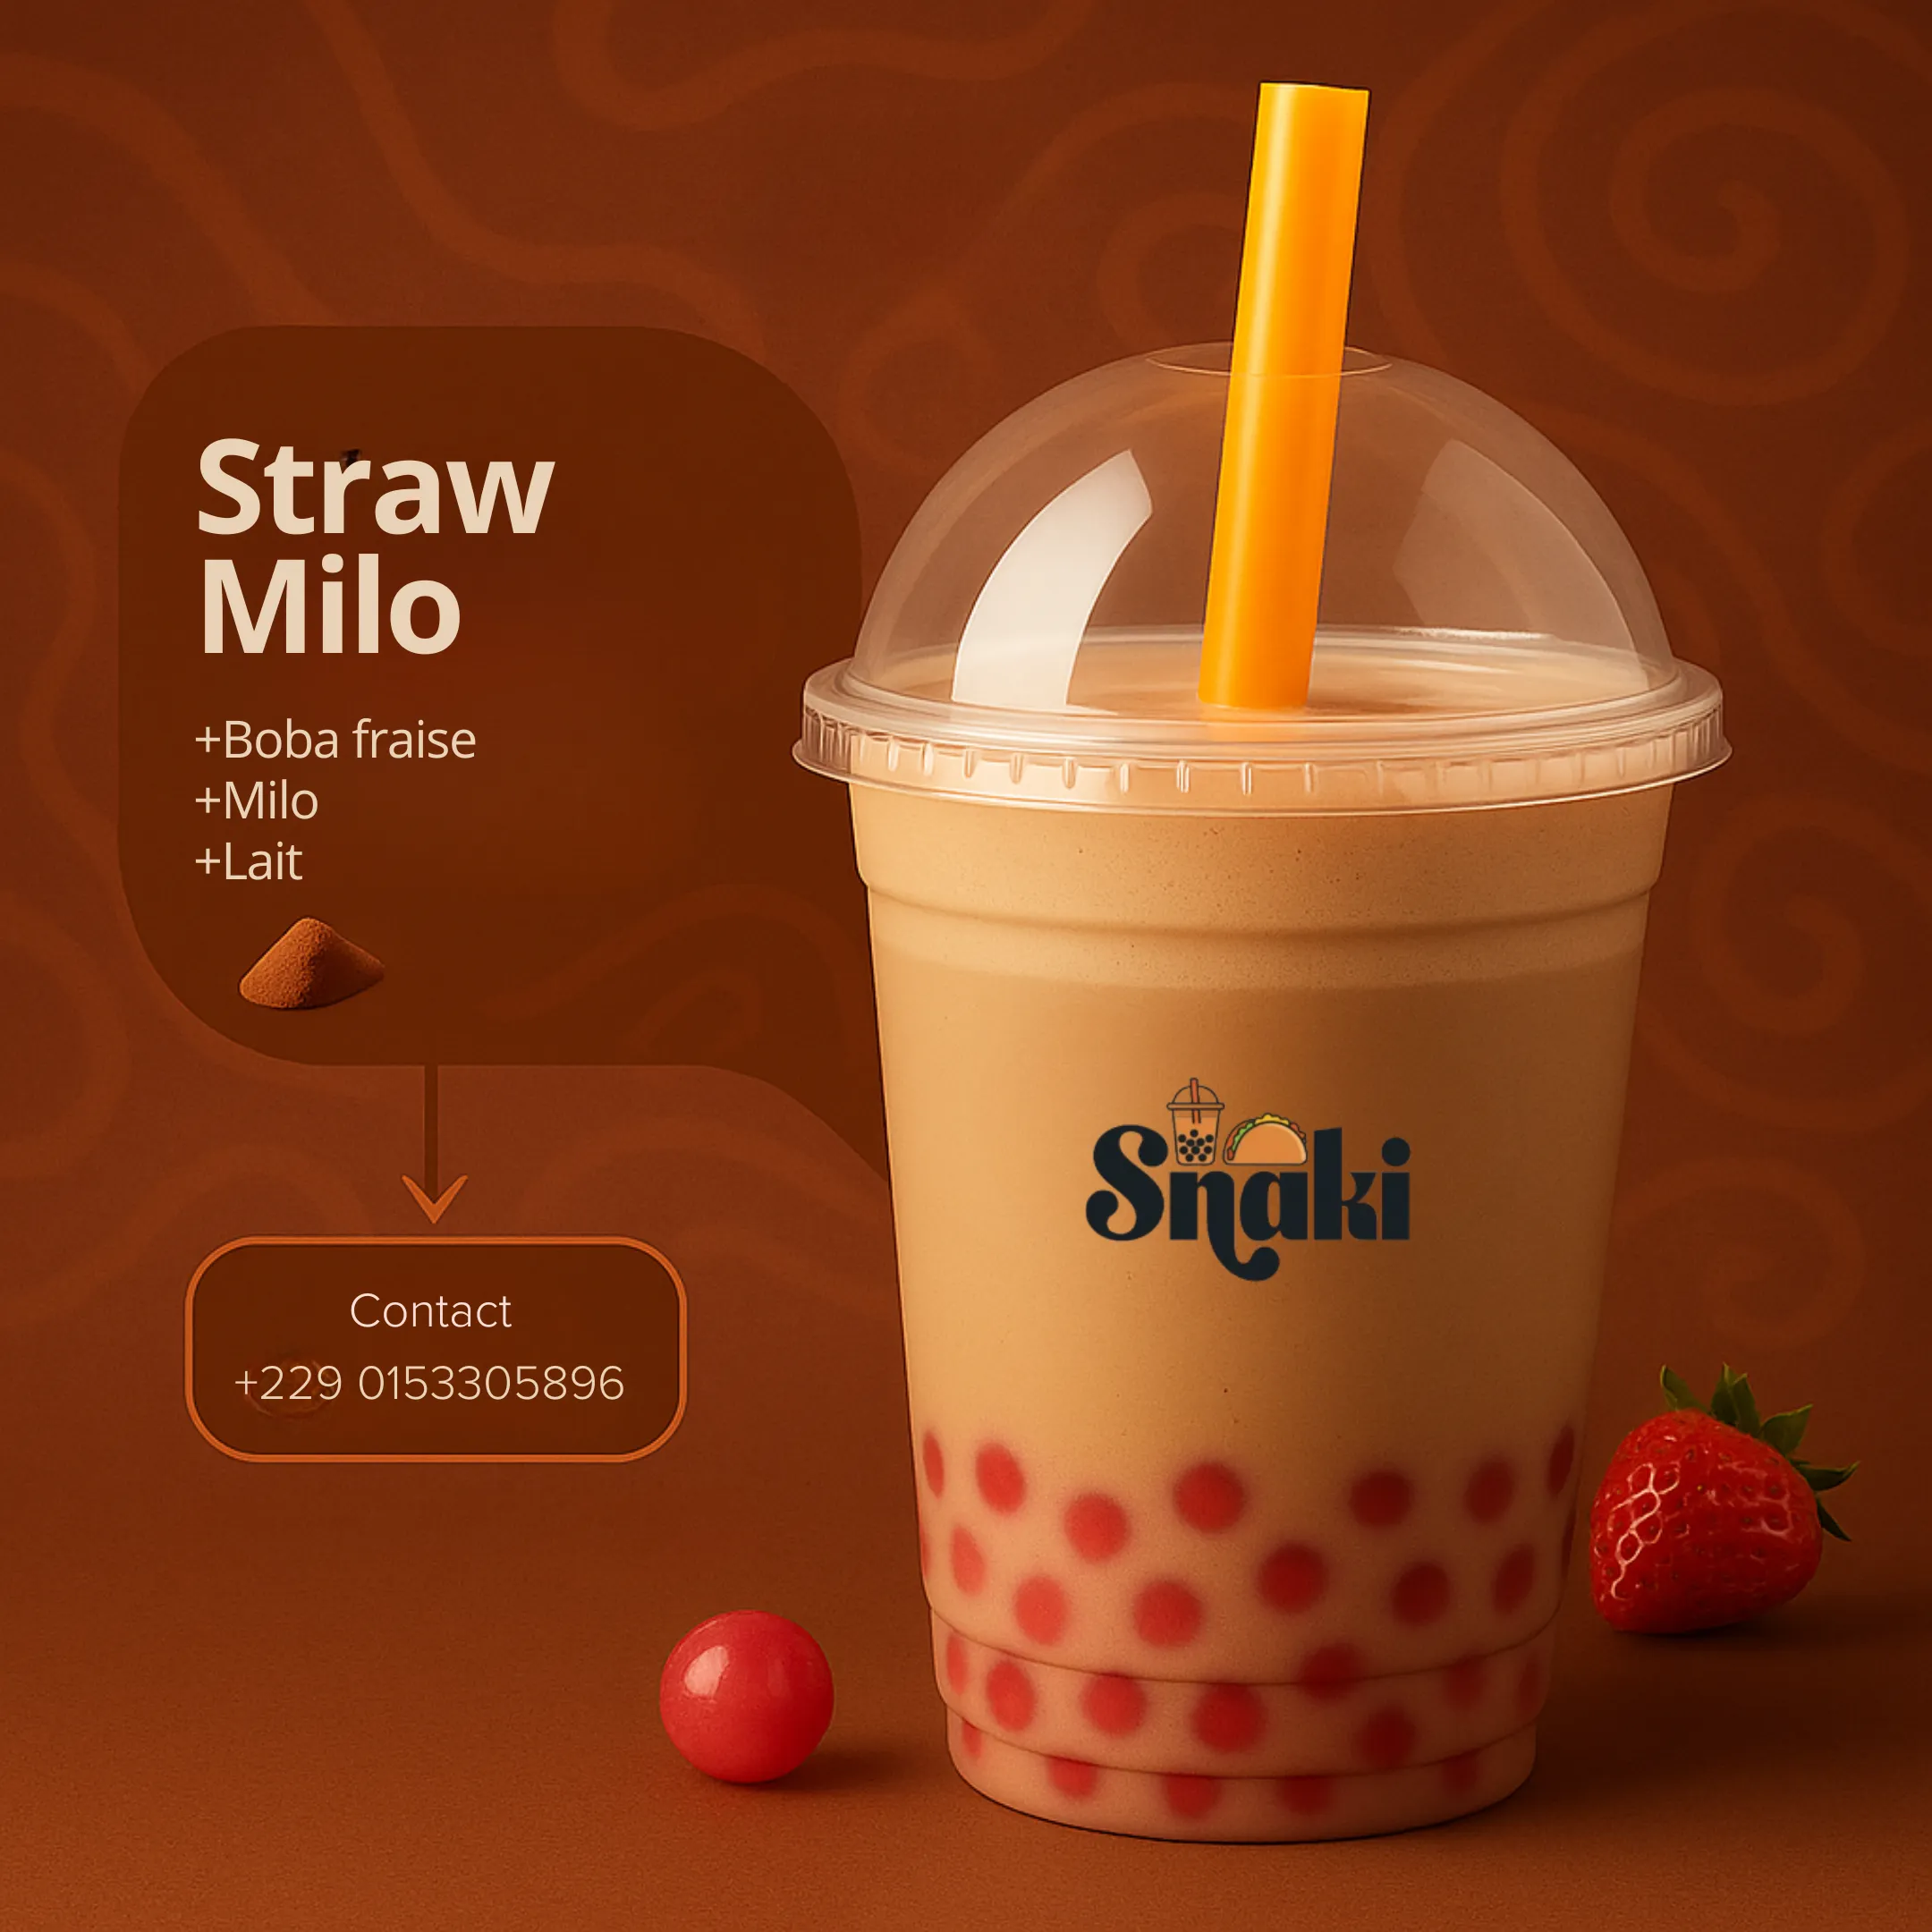 Straw
Milo
+Boba fraise
+Milo
+Lait
Contact
+229 0153305896
Snaki